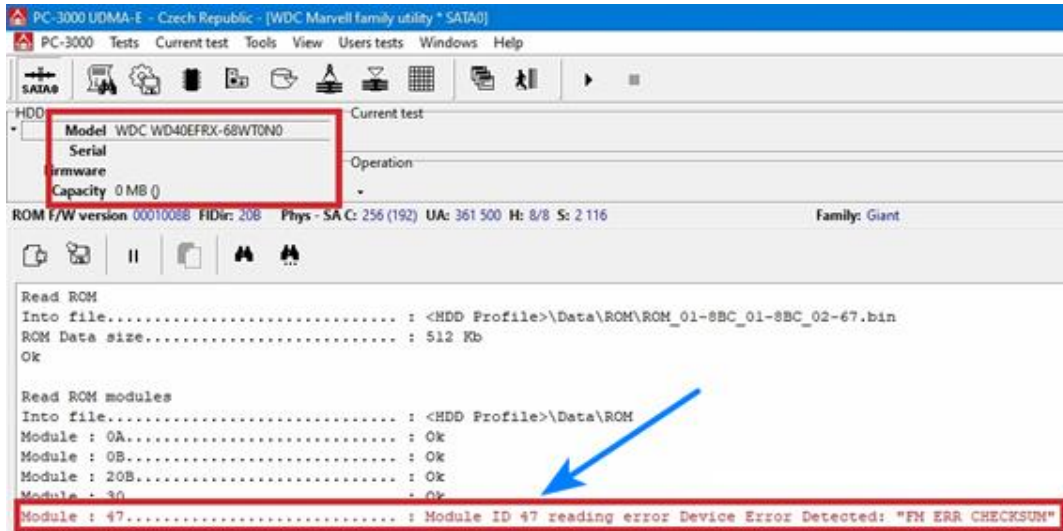 PC-3000 UDMA-E - Czech Republic - [WDC Marvell family utility * SATA0]
PC-3000 Tests Current test Tools View Users tests Windows Help
SATA0
HDD
Current test
Model WDC WD40EFRX-68WT0N0
Serial
Operation
Firmware
Capacity 0 MB ()
ROM F/W version 0001008B FIDir: 20B Phys - SA C: 256 (192) UA: 361 500 H: 8/8 S: 2 116 Family: Giant
Read ROM
Into file............................... : <HDD Profile>\Data\ROM\ROM_01-8BC_01-8BC_02-67.bin
ROM Data size........................... : 512 Kb
Ok
Read ROM modules
Into file............................... : <HDD Profile>\Data\ROM
Module : 0A............................. : Ok
Module : 0B............................. : Ok
Module : 20B............................ : Ok
Module : 30............................. : Ok
Module : 47............................. : Module ID 47 reading error Device Error Detected: "FM ERR CHECKSUM"